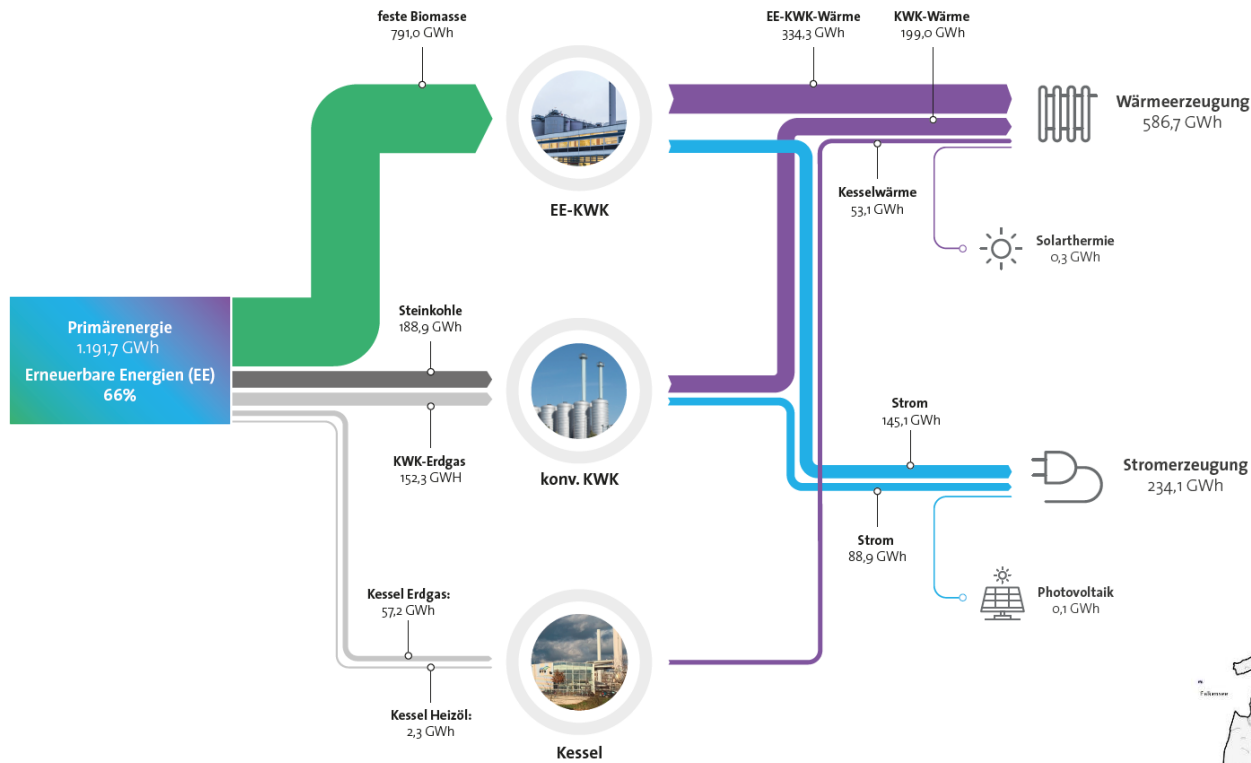 feste Biomasse
791,0 GWh
EE-KWK-Wärme
334,3 GWh
KWK-Wärme
199,0 GWh
Wärmeerzeugung
586,7 GWh
EE-KWK
Kesselwärme
53,1 GWh
Solarthermie
0,3 GWh
Primärenergie
1.191,7 GWh
Erneuerbare Energien (EE)
66%
Steinkohle
188,9 GWh
KWK-Erdgas
152,3 GWH
konv. KWK
Strom
145,1 GWh
Stromerzeugung
234,1 GWh
Strom
88,9 GWh
Photovoltaik
0,1 GWh
Kessel Erdgas:
57,2 GWh
Kessel Heizöl:
2,3 GWh
Kessel
Falkensee